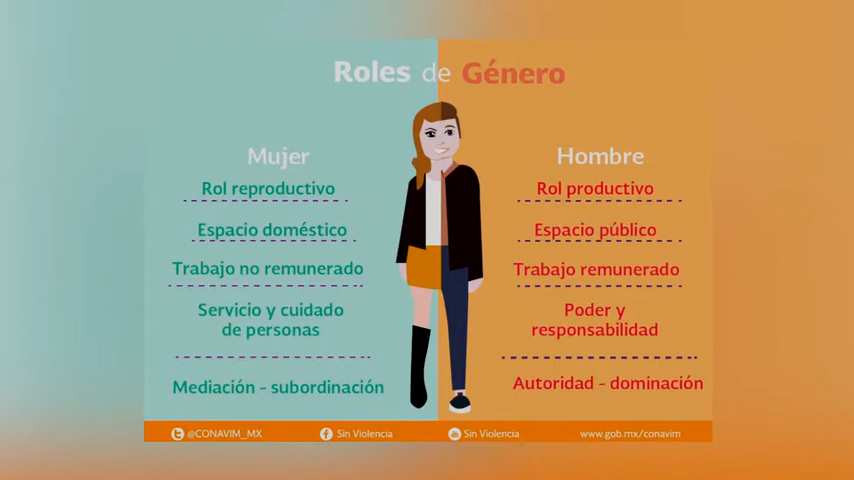 Roles de Género
Mujer
Rol reproductivo
Espacio doméstico
Trabajo no remunerado
Servicio y cuidado
de personas
Mediación - subordinación
Hombre
Rol productivo
Espacio público
Trabajo remunerado
Poder y
responsabilidad
Autoridad - dominación
@CONAVIM_MX
Sin Violencia
Sin Violencia
www.gob.mx/conavim